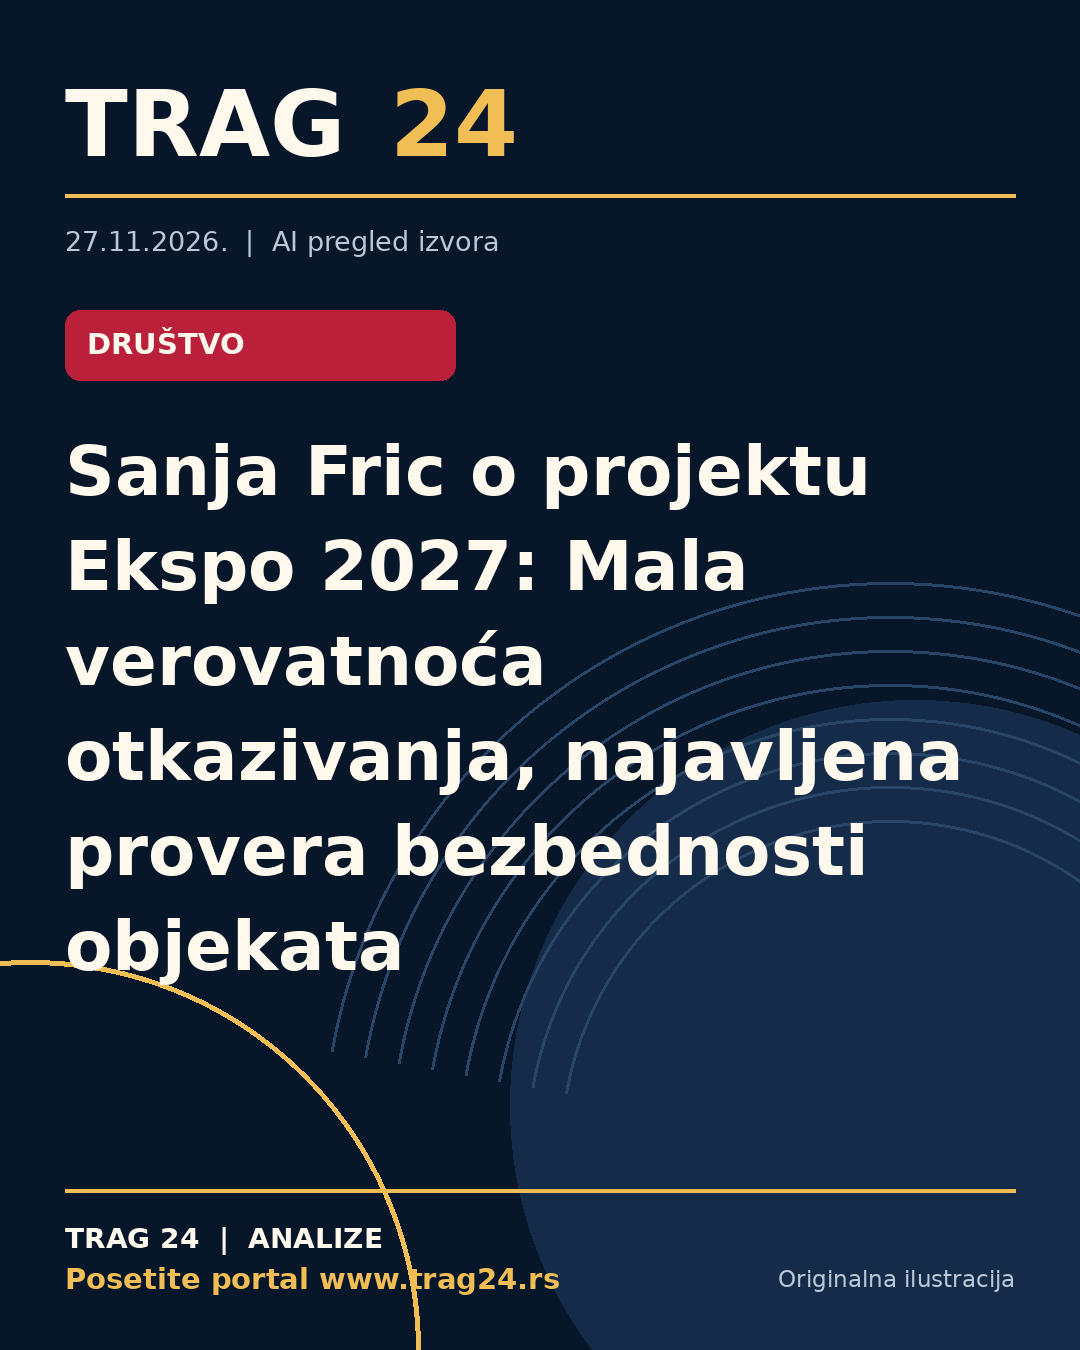 TRAG 24
27.11.2026. | AI pregled izvora
DRUŠTVO
Sanja Fric o projektu
Ekspo 2027: Mala
verovatnoća
otkazivanja, najavljena
provera bezbednosti
objekata
TRAG 24 | ANALIZE
Posetite portal www.trag24.rs
Originalna ilustracija